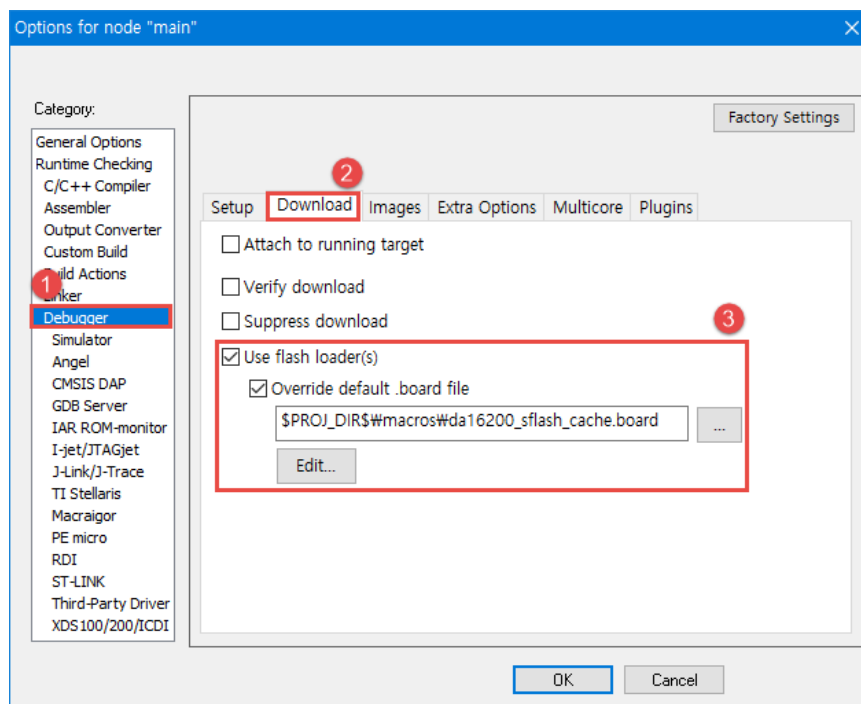 Options for node "main"
Category:
Factory Settings
General Options
Runtime Checking
C/C++ Compiler
Assembler
Output Converter
Custom Build
Build Actions
Linker
Debugger
Simulator
Angel
CMSIS DAP
GDB Server
IAR ROM-monitor
I-jet/JTAGjet
J-Link/J-Trace
TI Stellaris
Macraigor
PE micro
RDI
ST-LINK
Third-Party Driver
XDS100/200/ICDI
1
2
Setup Download Images Extra Options Multicore Plugins
Attach to running target
Verify download
Suppress download
3
Use flash loader(s)
Override default .board file
$PROJ_DIR$₩macros₩da16200_sflash_cache.board
...
Edit...
OK Cancel